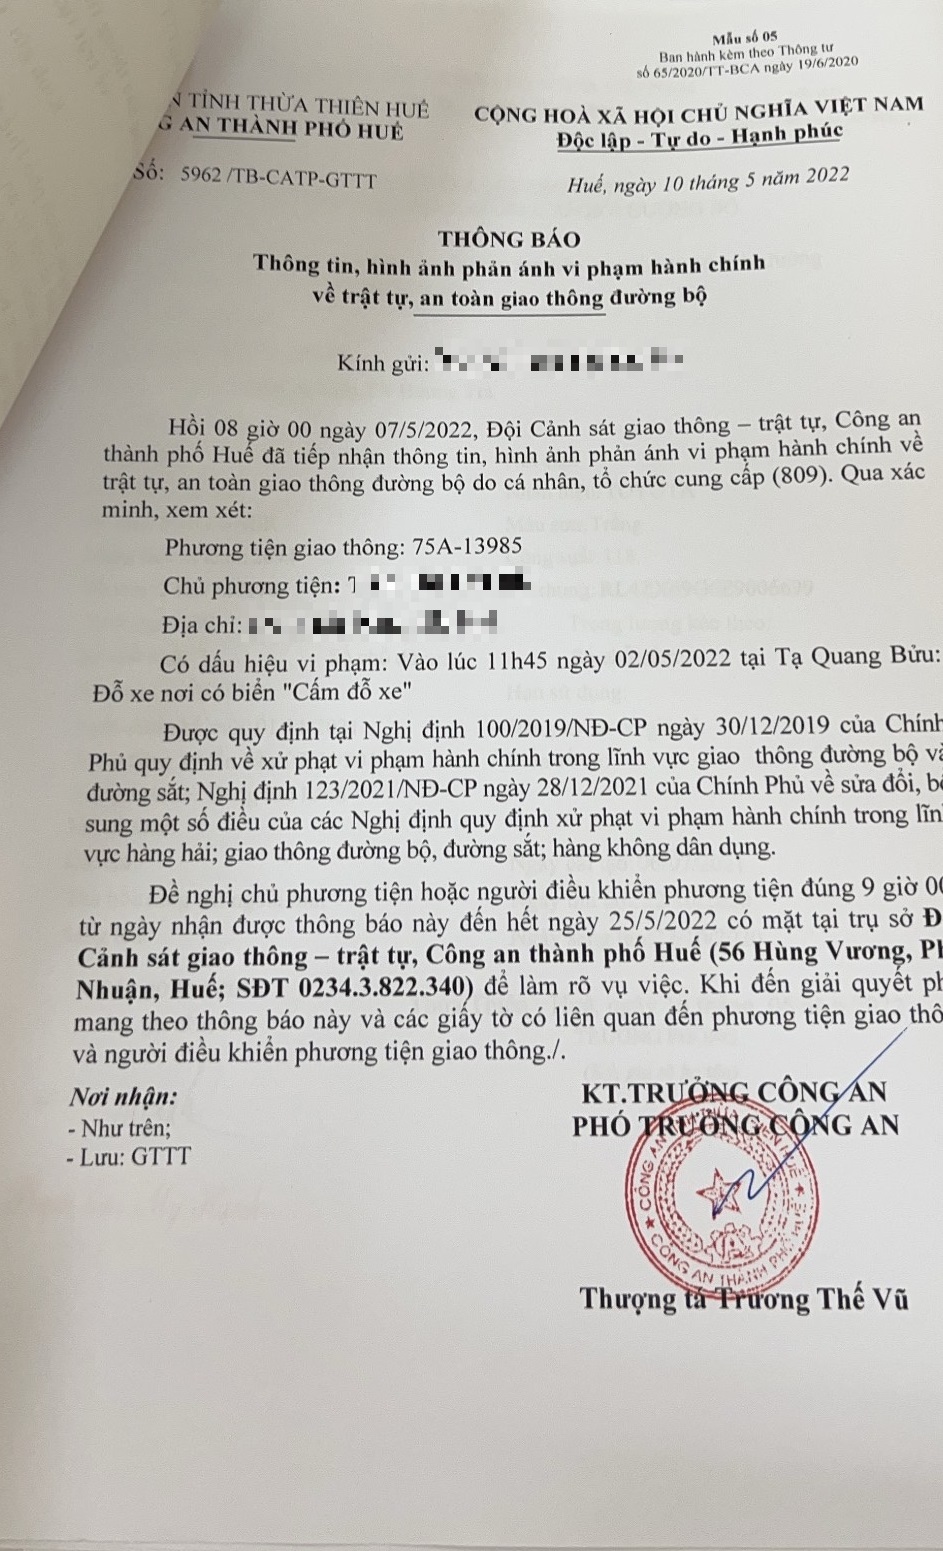 Mẫu số 05
Ban hành kèm theo Thông tư
số 65/2020/TT-BCA ngày 19/6/2020
N TỈNH THỪA THIÊN HUẾ
G AN THÀNH PHỐ HUẾ
CỘNG HOÀ XÃ HỘI CHỦ NGHĨA VIỆT NAM
Độc lập - Tự do - Hạnh phúc
Số: 5962 /TB-CATP-GTTT
Huế, ngày 10 tháng 5 năm 2022
THÔNG BÁO
Thông tin, hình ảnh phản ánh vi phạm hành chính
về trật tự, an toàn giao thông đường bộ
Kính gửi:
Hồi 08 giờ 00 ngày 07/5/2022, Đội Cảnh sát giao thông – trật tự, Công an
thành phố Huế đã tiếp nhận thông tin, hình ảnh phản ánh vi phạm hành chính về
trật tự, an toàn giao thông đường bộ do cá nhân, tổ chức cung cấp (809). Qua xác
minh, xem xét:
Phương tiện giao thông: 75A-13985
Chủ phương tiện:
Địa chỉ:
Có dấu hiệu vi phạm: Vào lúc 11h45 ngày 02/05/2022 tại Tạ Quang Bửu:
Đỗ xe nơi có biển "Cấm đỗ xe"
Được quy định tại Nghị định 100/2019/NĐ-CP ngày 30/12/2019 của Chính
Phủ quy định về xử phạt vi phạm hành chính trong lĩnh vực giao thông đường bộ và
đường sắt; Nghị định 123/2021/NĐ-CP ngày 28/12/2021 của Chính Phủ về sửa đổi, bổ
sung một số điều của các Nghị định quy định xử phạt vi phạm hành chính trong lĩn
vực hàng hải; giao thông đường bộ, đường sắt; hàng không dân dụng.
Đề nghị chủ phương tiện hoặc người điều khiển phương tiện đúng 9 giờ 00
từ ngày nhận được thông báo này đến hết ngày 25/5/2022 có mặt tại trụ sở Đ
Cảnh sát giao thông – trật tự, Công an thành phố Huế (56 Hùng Vương, Ph
Nhuận, Huế; SĐT 0234.3.822.340) để làm rõ vụ việc. Khi đến giải quyết ph
mang theo thông báo này và các giấy tờ có liên quan đến phương tiện giao thô
và người điều khiển phương tiện giao thông./.
Nơi nhận:
- Như trên;
- Lưu: GTTT
KT.TRƯỞNG CÔNG AN
PHÓ TRƯỞNG CÔNG AN
CÔNG AN THÀNH PHỐ HUẾ
Thượng tá Trương Thế Vũ